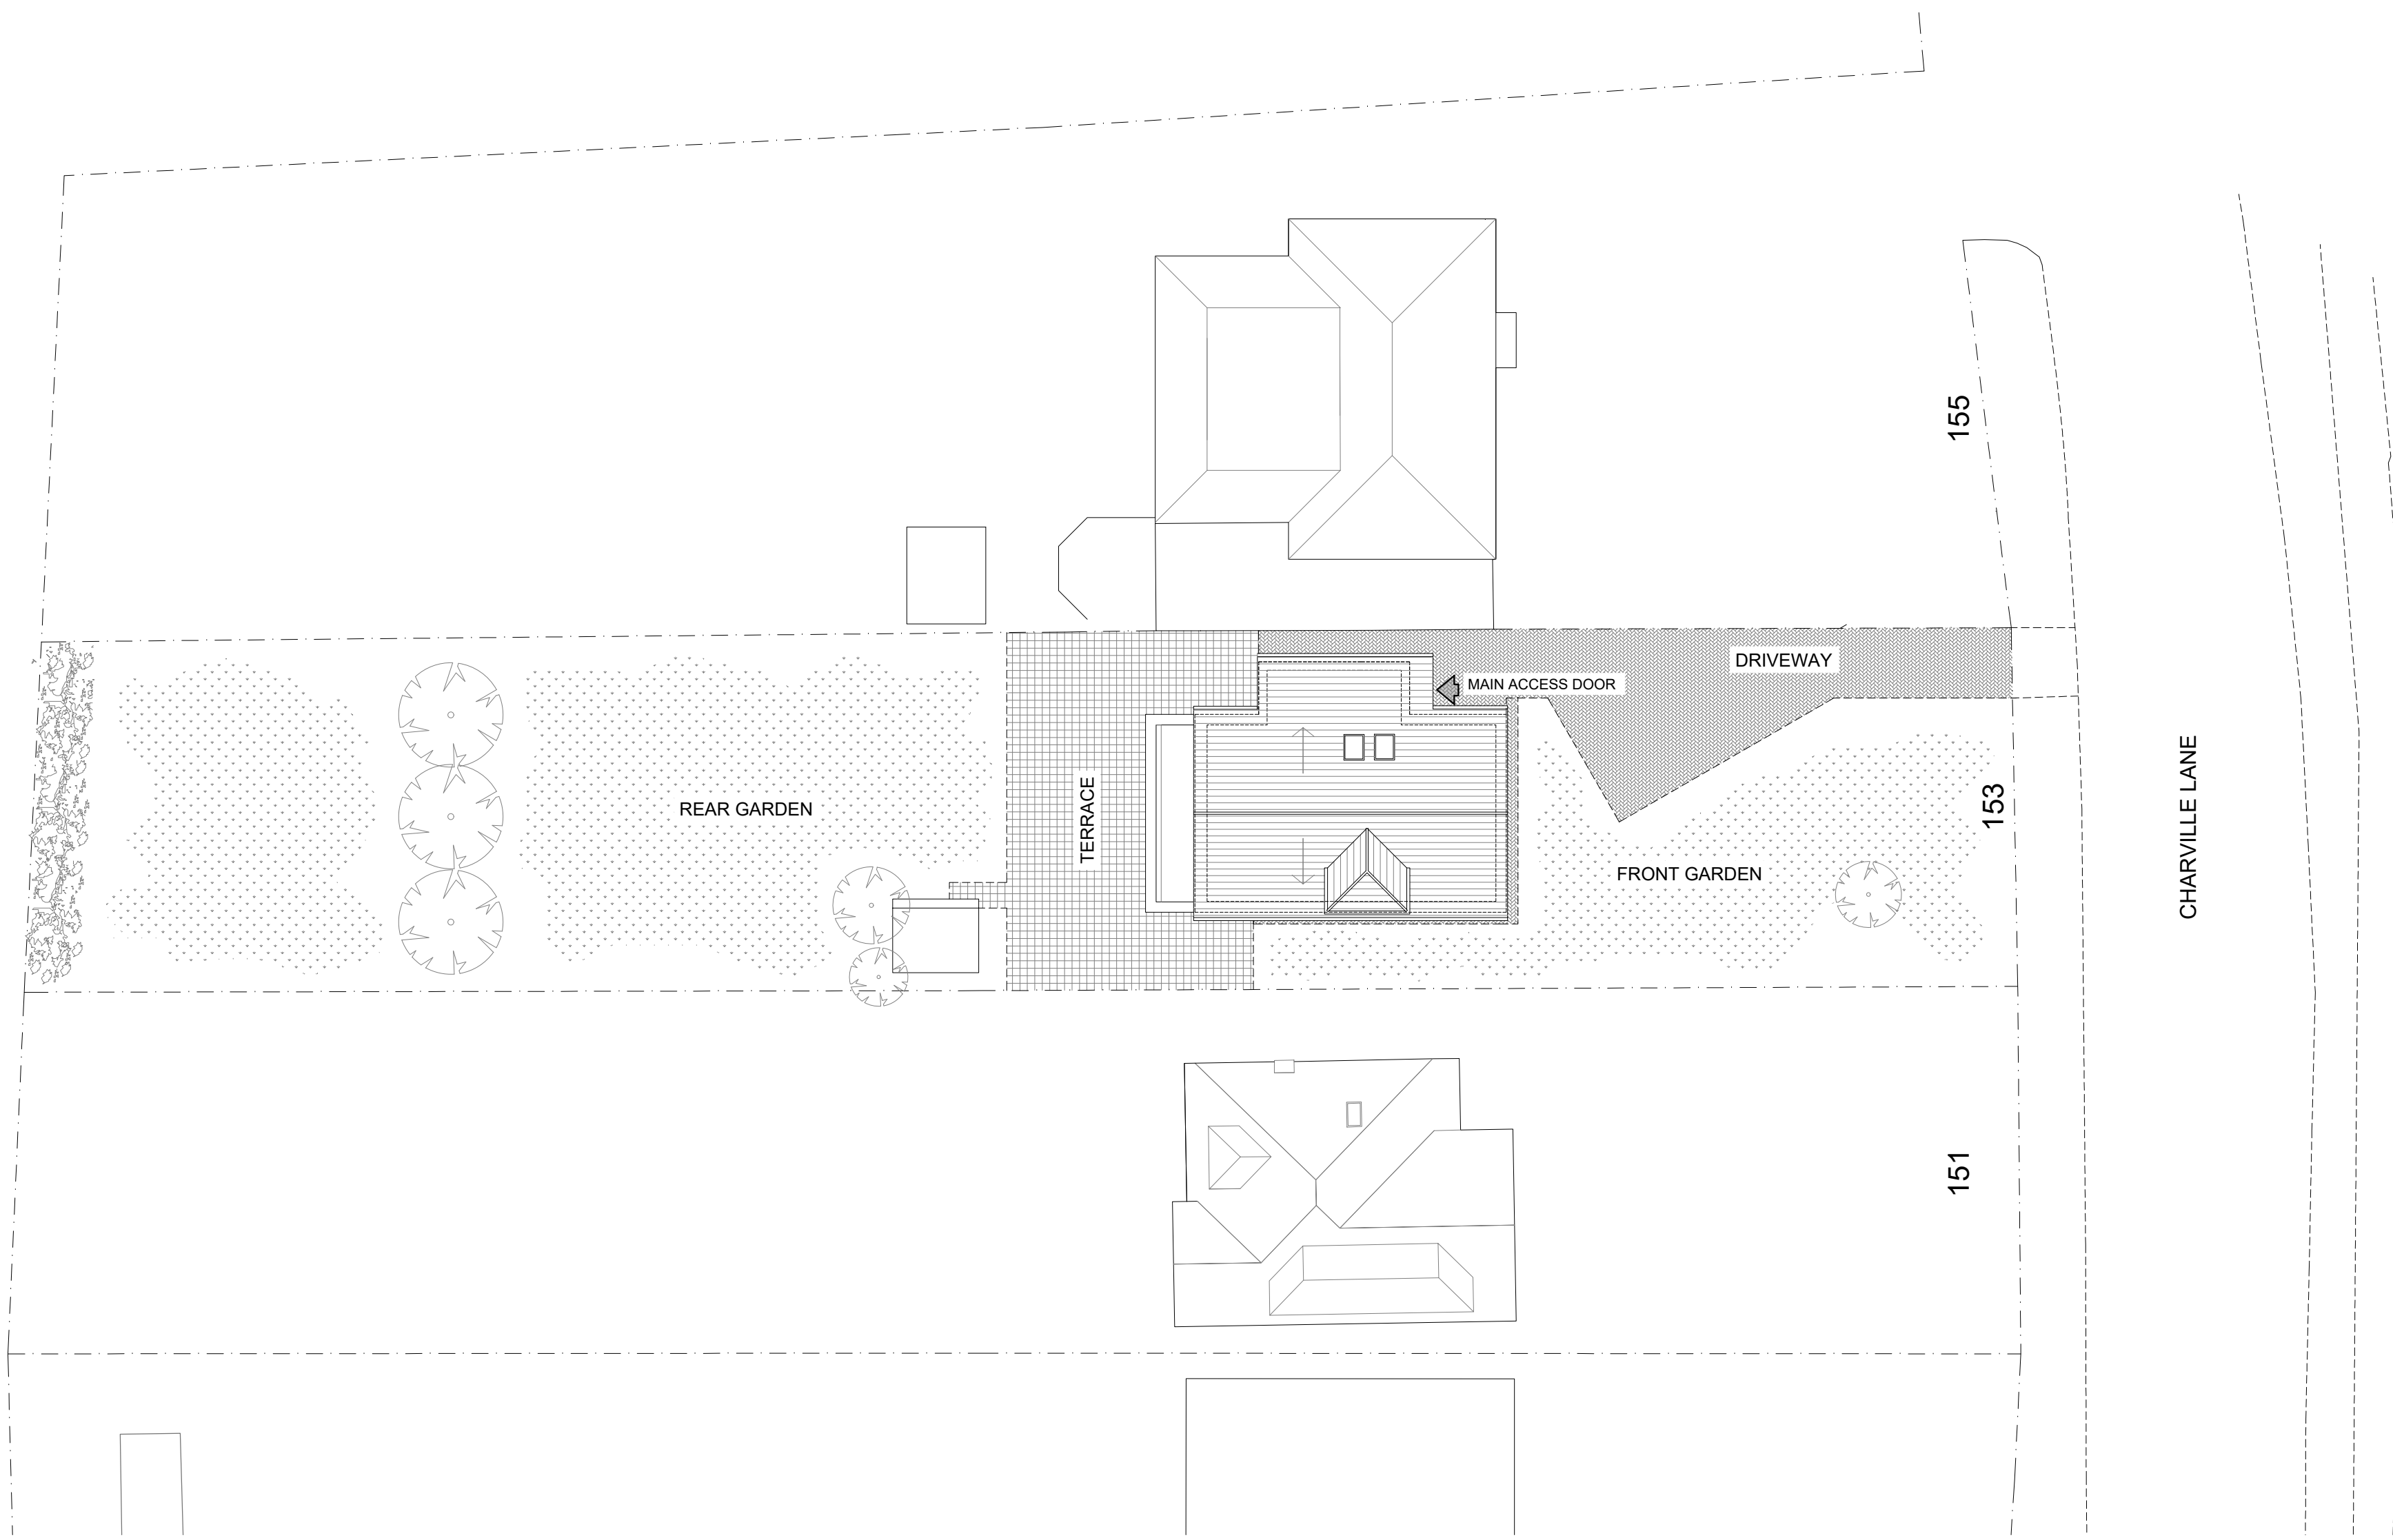 155
DRIVEWAY
MAIN ACCESS DOOR
REAR GARDEN
TERRACE
153
CHARVILLE LANE
FRONT GARDEN
151